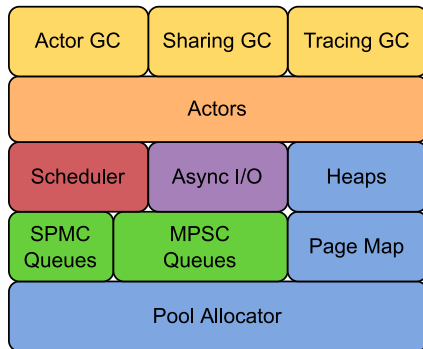 Actor GC
Sharing GC
Tracing GC
Actors
Scheduler
Async I/O
Heaps
SPMC
Queues
MPSC
Queues
Page Map
Pool Allocator